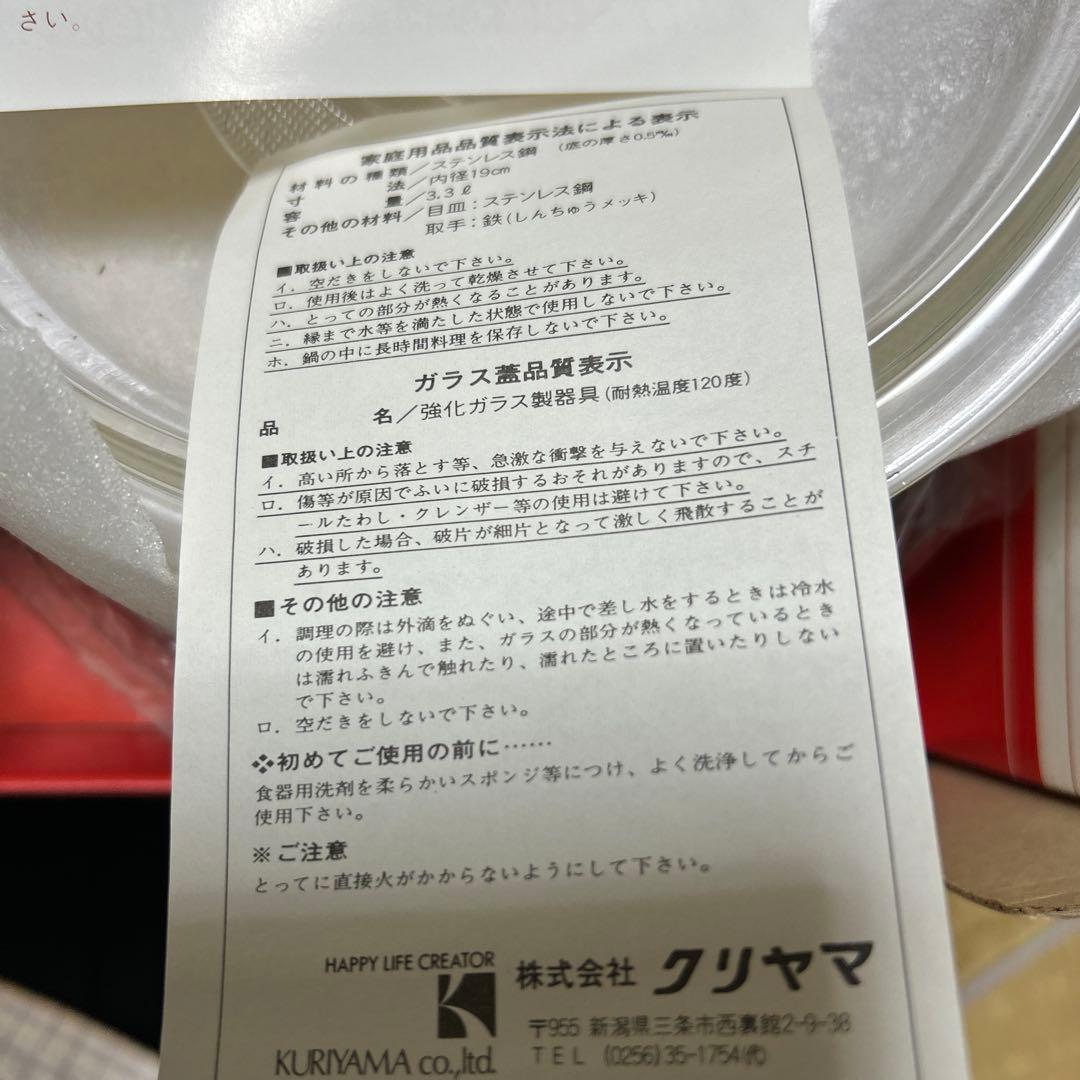 さい。
家庭用品品質表示法による表示
材料の種類／ステンレス鋼 (底の厚さ0.5㎜)
寸　　　法／内径19cm
容　　　量／3.3ℓ
その他の材料／目皿：ステンレス鋼
取手：鉄(しんちゅうメッキ)
■取扱い上の注意
イ．空だきをしないで下さい。
ロ．使用後はよく洗って乾燥させて下さい。
ハ．とっての部分が熱くなることがあります。
ニ．縁まで水等を満たした状態で使用しないで下さい。
ホ．鍋の中に長時間料理を保存しないで下さい。
ガラス蓋品質表示
品　　　名／強化ガラス製器具(耐熱温度120度)
■取扱い上の注意
イ．高い所から落とす等、急激な衝撃を与えないで下さい。
ロ．傷等が原因でふいに破損するおそれがありますので、スチ
ールたわし・クレンザー等の使用は避けて下さい。
ハ．破損した場合、破片が細片となって激しく飛散することが
あります。
■その他の注意
イ．調理の際は外滴をぬぐい、途中で差し水をするときは冷水
の使用を避け、また、ガラスの部分が熱くなっているとき
は濡れふきんで触れたり、濡れたところに置いたりしない
で下さい。
ロ．空だきをしないで下さい。
❖初めてご使用の前に……
食器用洗剤を柔らかいスポンジ等につけ、よく洗浄してからご
使用下さい。
※ご注意
とってに直接火がかからないようにして下さい。
HAPPY LIFE CREATOR
KURIYAMA co.,ltd.
株式会社 クリヤマ
〒955 新潟県三条市西裏館2-9-38
TEL (0256)35-1754(代)